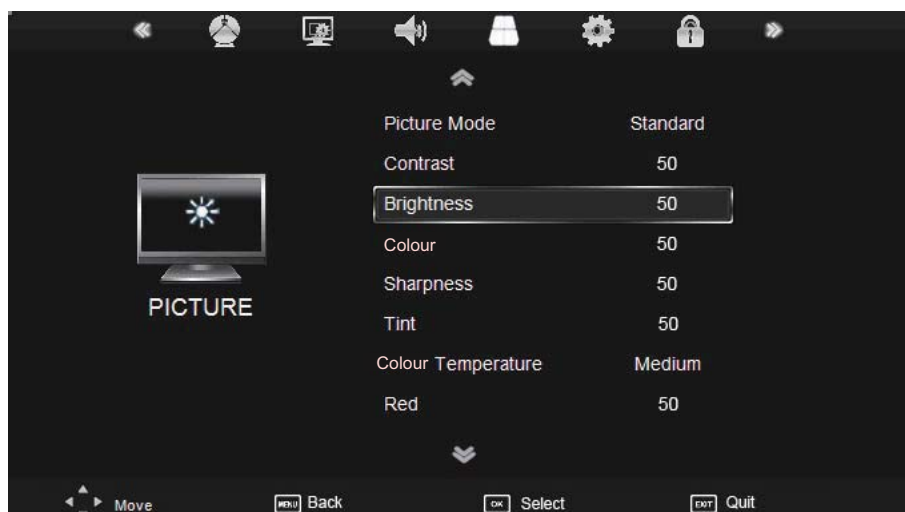 Picture Mode Standard
Contrast 50
Brightness 50
Colour 50
Sharpness 50
PICTURE
Tint 50
Colour Temperature Medium
Red 50
Move MENU Back OK Select EXIT Quit